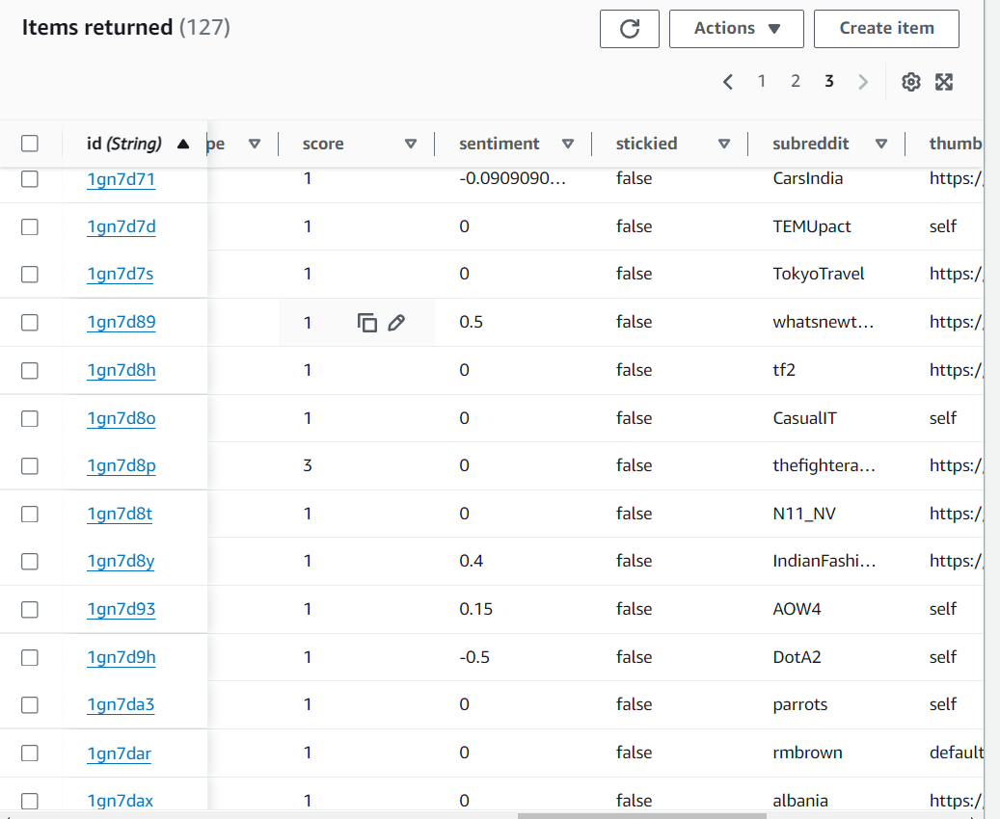 Items returned (127)
Actions
Create item
1 2 3
id (String) pe score sentiment stickied subreddit thumb
1gn7d71 1 -0.0909090... false CarsIndia https:/
1gn7d7d 1 0 false TEMUpact self
1gn7d7s 1 0 false TokyoTravel https:/
1gn7d89 1 0.5 false whatsnewt... https:/
1gn7d8h 1 0 false tf2 https:/
1gn7d8o 1 0 false CasualIT self
1gn7d8p 3 0 false thefightera... https:/
1gn7d8t 1 0 false N11_NV https:/
1gn7d8y 1 0.4 false IndianFashi... https:/
1gn7d93 1 0.15 false AOW4 self
1gn7d9h 1 -0.5 false DotA2 self
1gn7da3 1 0 false parrots self
1gn7dar 1 0 false rmbrown default
1gn7dax 1 0 false albania https:/